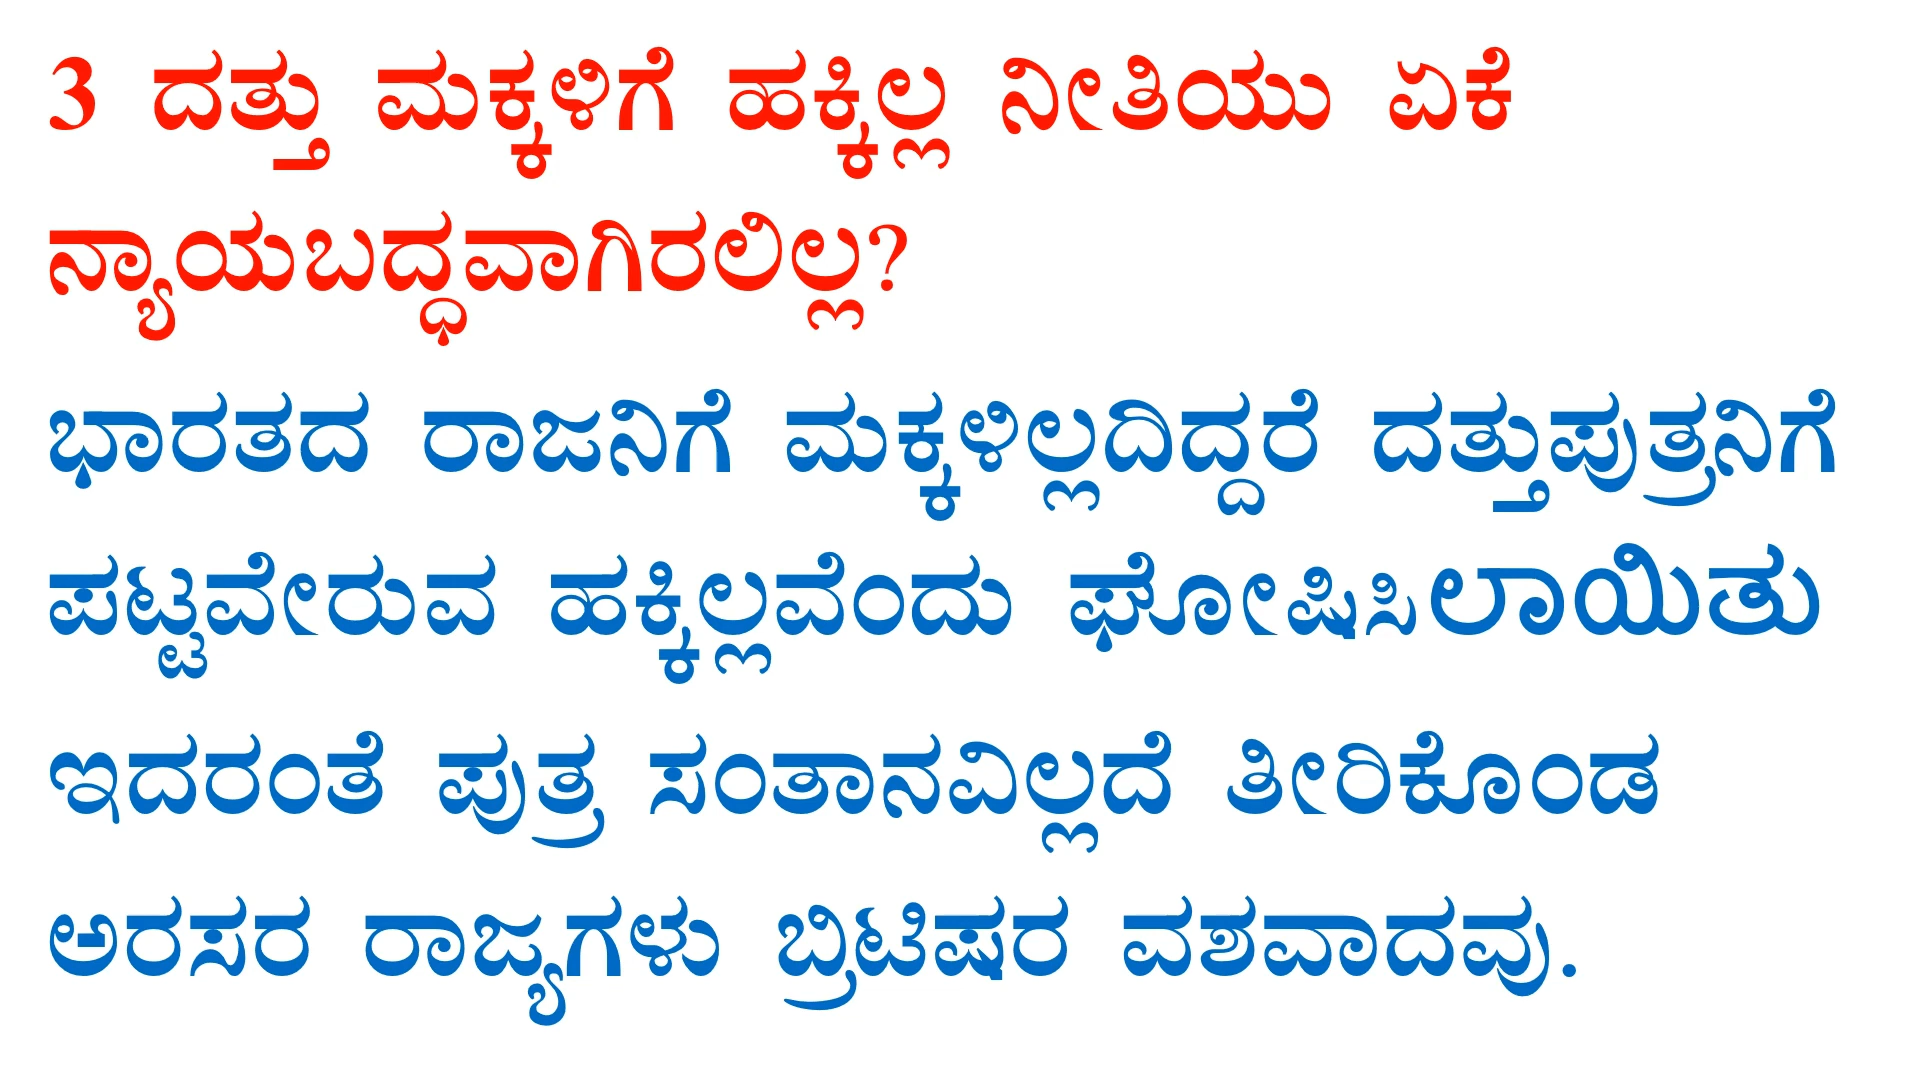 3 ದತ್ತು ಮಕ್ಕಳಿಗೆ ಹಕ್ಕಿಲ್ಲ ನೀತಿಯು ಏಕೆ
ನ್ಯಾಯಬದ್ಧವಾಗಿರಲಿಲ್ಲ?
ಭಾರತದ ರಾಜನಿಗೆ ಮಕ್ಕಳಿಲ್ಲದಿದ್ದರೆ ದತ್ತುಪುತ್ರನಿಗೆ
ಪಟ್ಟವೇರುವ ಹಕ್ಕಿಲ್ಲವೆಂದು ಘೋಷಿಸಿಲಾಯಿತು
ಇದರಂತೆ ಪುತ್ರ ಸಂತಾನವಿಲ್ಲದೆ ತೀರಿಕೊಂಡ
ಅರಸರ ರಾಜ್ಯಗಳು ಬ್ರಿಟಿಷರ ವಶವಾದವು.